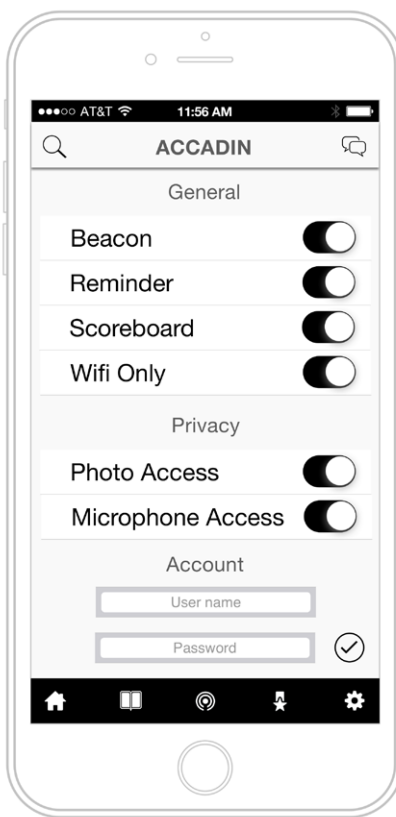 AT&T 11:56 AM
ACCADIN
General
Beacon
Reminder
Scoreboard
Wifi Only
Privacy
Photo Access
Microphone Access
Account
User name
Password